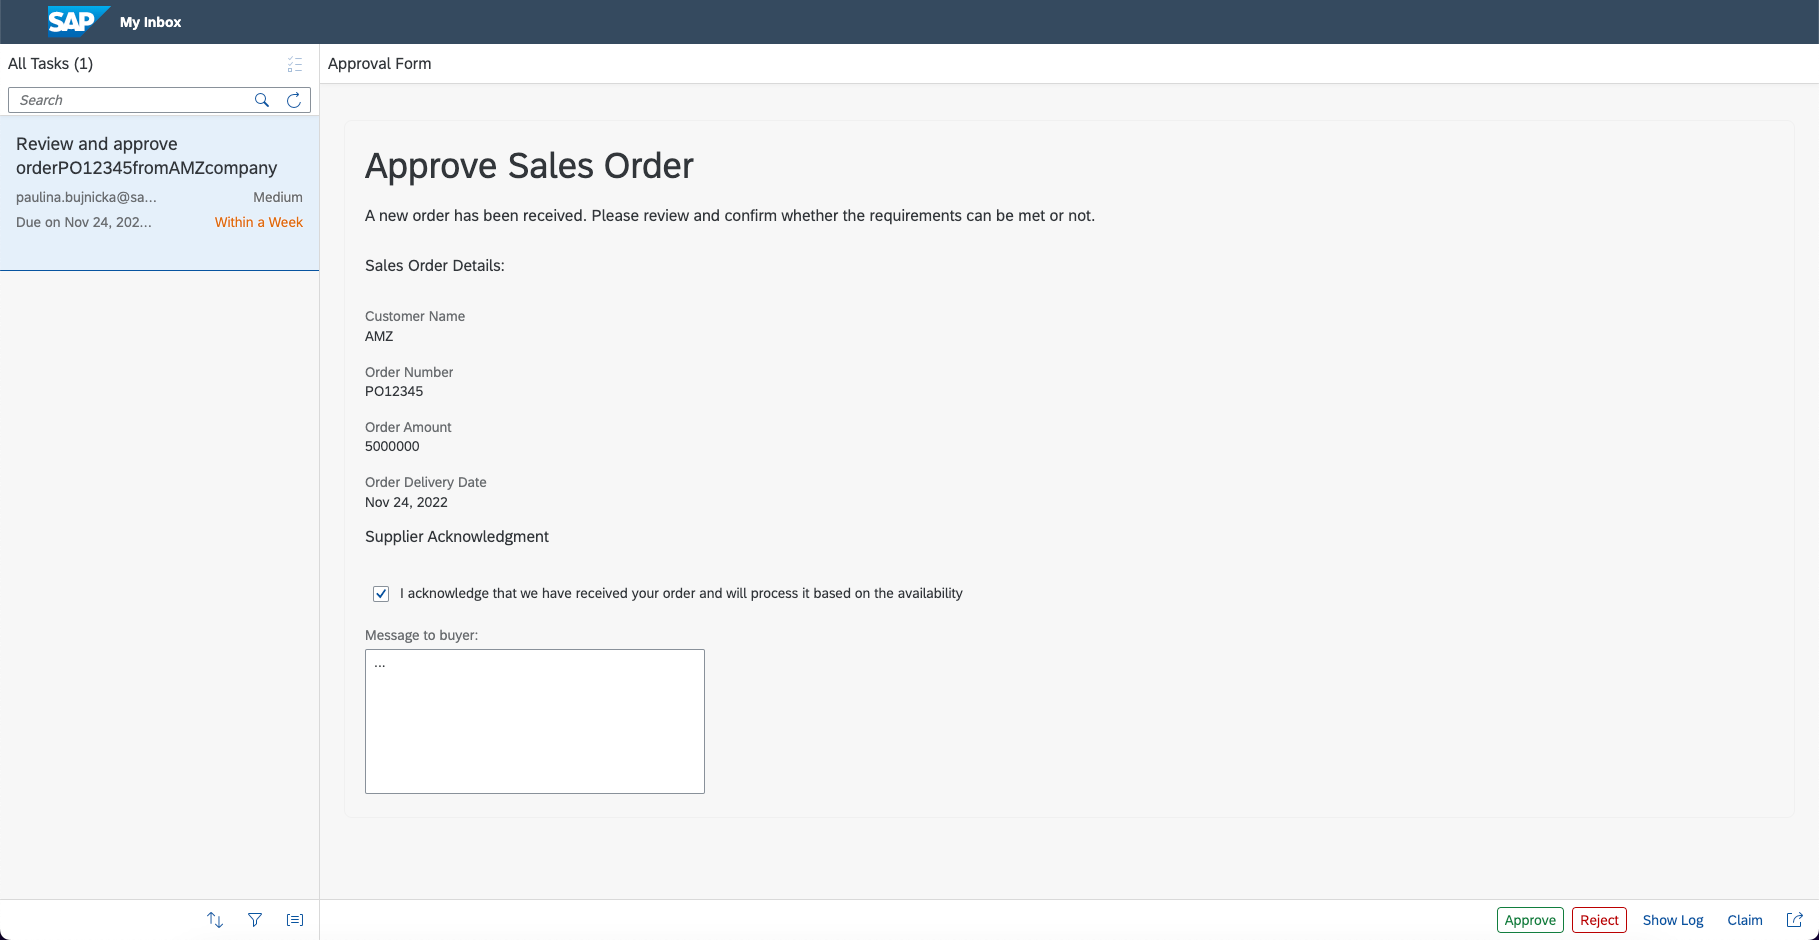 SAP My Inbox
All Tasks (1)
Search
Review and approve
orderPO12345fromAMZcompany
paulina.bujnicka@sa... Medium
Due on Nov 24, 202... Within a Week
Approval Form
Approve Sales Order
A new order has been received. Please review and confirm whether the requirements can be met or not.
Sales Order Details:
Customer Name
AMZ
Order Number
PO12345
Order Amount
5000000
Order Delivery Date
Nov 24, 2022
Supplier Acknowledgment
I acknowledge that we have received your order and will process it based on the availability
Message to buyer:
...
Approve Reject Show Log Claim